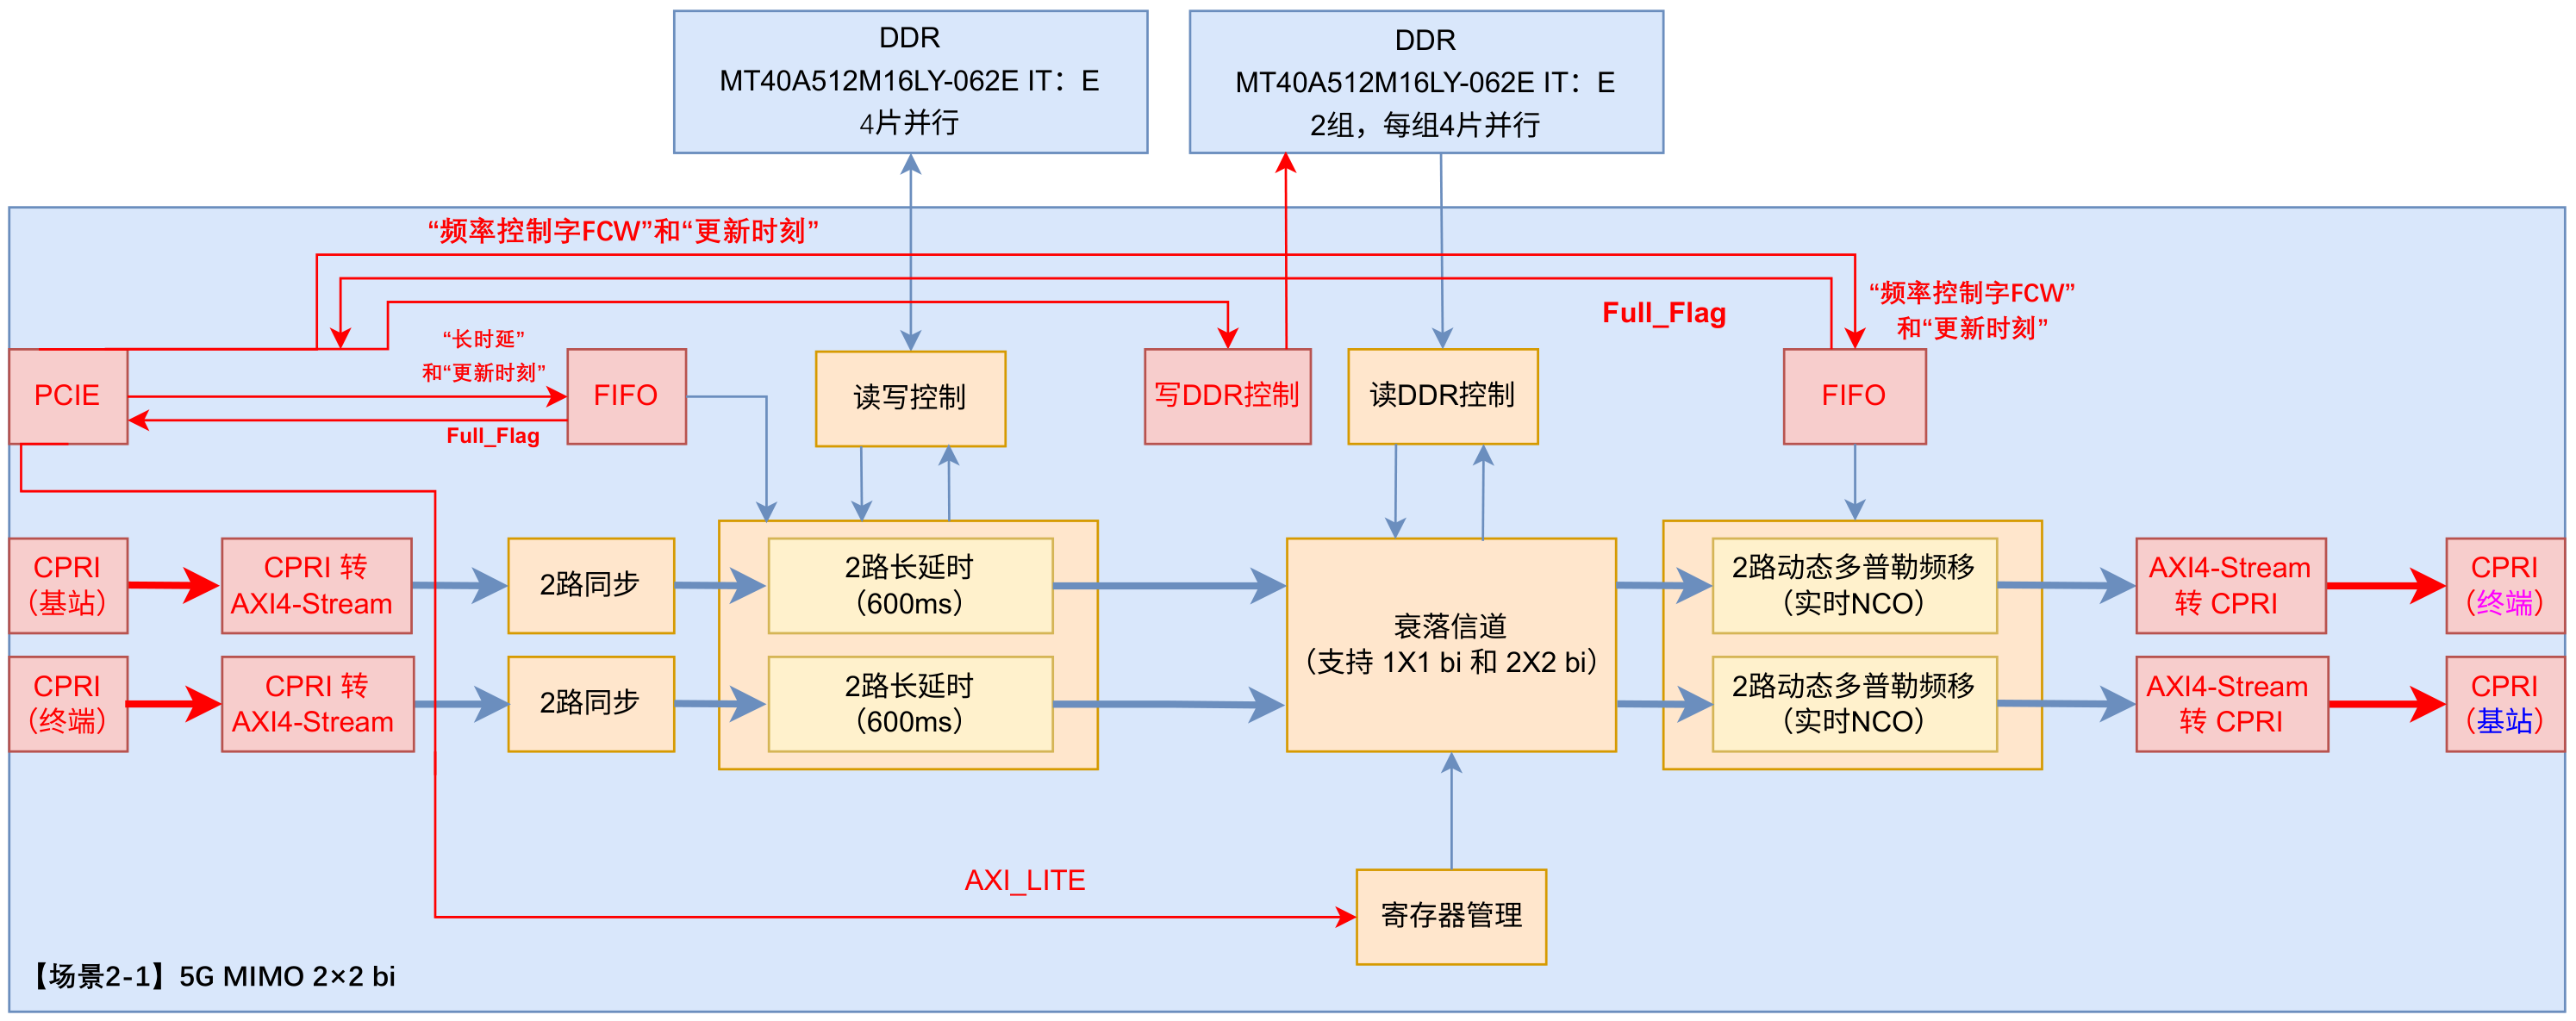 DDR
MT40A512M16LY-062E IT：E
4片并行
DDR
MT40A512M16LY-062E IT：E
2组，每组4片并行
“频率控制字FCW”和“更新时刻”
“频率控制字FCW”
和“更新时刻”
Full_Flag
“长时延”
和“更新时刻”
PCIE
FIFO
读写控制
写DDR控制
读DDR控制
FIFO
Full_Flag
CPRI
（基站）
CPRI 转
AXI4-Stream
2路同步
2路长延时
（600ms）
衰落信道
（支持 1X1 bi 和 2X2 bi）
2路动态多普勒频移
（实时NCO）
AXI4-Stream
转 CPRI
CPRI
（终端）
CPRI
（终端）
CPRI 转
AXI4-Stream
2路同步
2路长延时
（600ms）
2路动态多普勒频移
（实时NCO）
AXI4-Stream
转 CPRI
CPRI
（基站）
AXI_LITE
寄存器管理
【场景2-1】5G MIMO 2×2 bi